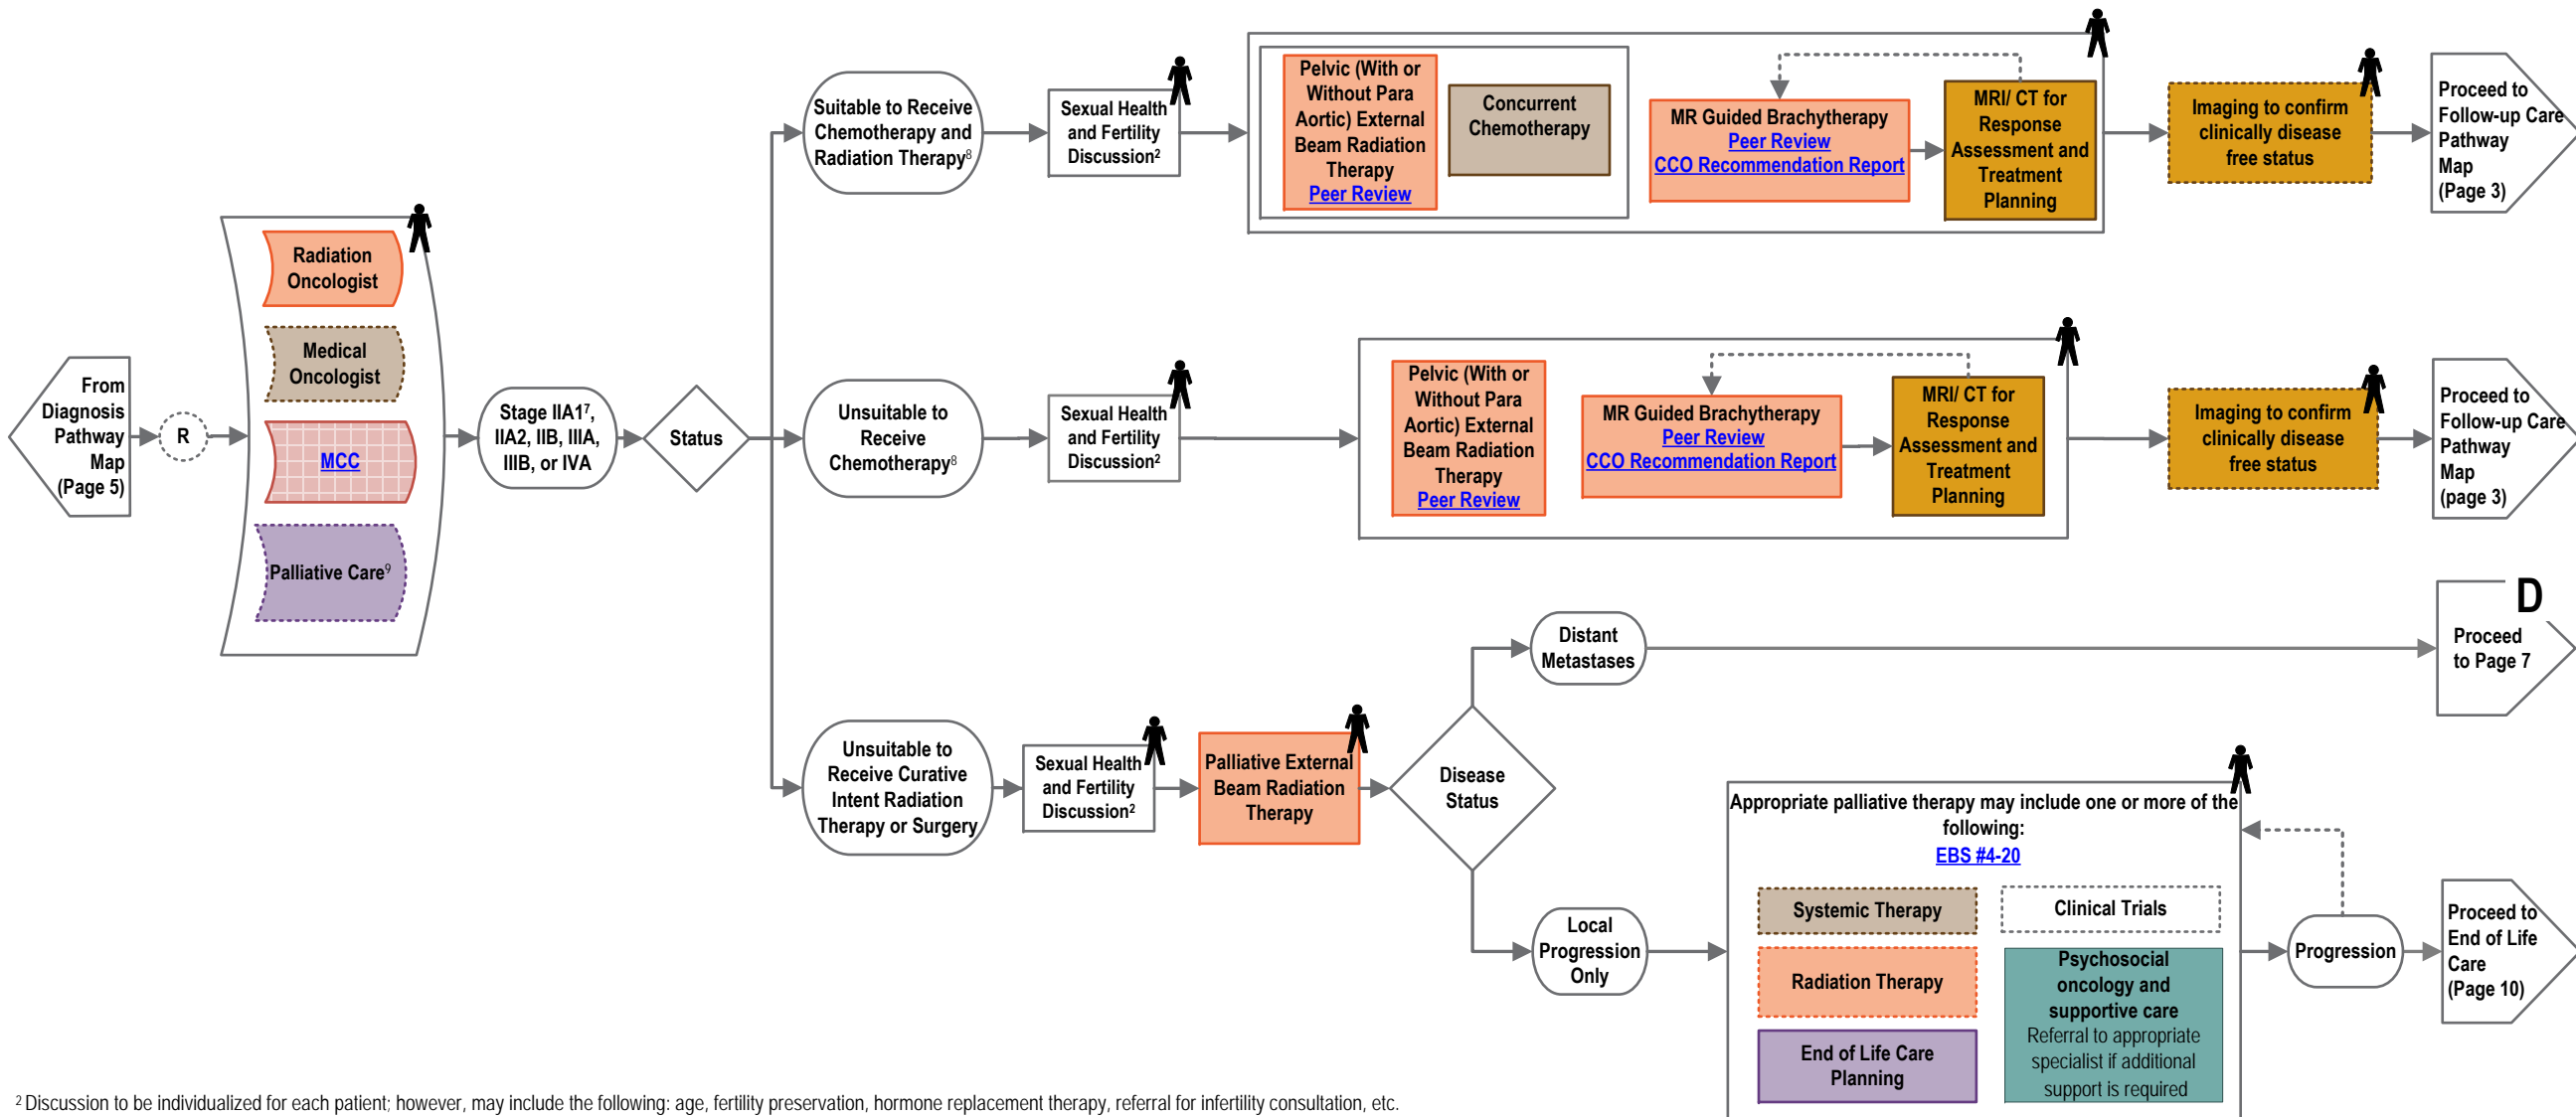 From
Diagnosis
Pathway
Map
(Page 5)
R
Radiation
Oncologist
Medical
Oncologist
MCC
Palliative Care⁹
Stage IIA1⁷,
IIA2, IIB, IIIA,
IIIB, or IVA
Status
Suitable to Receive
Chemotherapy and
Radiation Therapy⁸
Sexual Health
and Fertility
Discussion²
Pelvic (With or
Without Para
Aortic) External
Beam Radiation
Therapy
Peer Review
Concurrent
Chemotherapy
MR Guided Brachytherapy
Peer Review
CCO Recommendation Report
MRI/ CT for
Response
Assessment and
Treatment
Planning
Imaging to confirm
clinically disease
free status
Proceed to
Follow-up Care
Pathway
Map
(Page 3)
Unsuitable to
Receive
Chemotherapy⁸
Sexual Health
and Fertility
Discussion²
Pelvic (With or
Without Para
Aortic) External
Beam Radiation
Therapy
Peer Review
MR Guided Brachytherapy
Peer Review
CCO Recommendation Report
MRI/ CT for
Response
Assessment and
Treatment
Planning
Imaging to confirm
clinically disease
free status
Proceed to
Follow-up Care
Pathway
Map
(page 3)
Unsuitable to
Receive Curative
Intent Radiation
Therapy or Surgery
Sexual Health
and Fertility
Discussion²
Palliative External
Beam Radiation
Therapy
Disease
Status
Distant
Metastases
D
Proceed
to Page 7
Local
Progression
Only
Appropriate palliative therapy may include one or more of the
following:
EBS #4-20
Systemic Therapy
Clinical Trials
Radiation Therapy
Psychosocial
oncology and
supportive care
Referral to appropriate
specialist if additional
support is required
End of Life Care
Planning
Progression
Proceed to
End of Life
Care
(Page 10)
² Discussion to be individualized for each patient; however, may include the following: age, fertility preservation, hormone replacement therapy, referral for infertility consultation, etc.